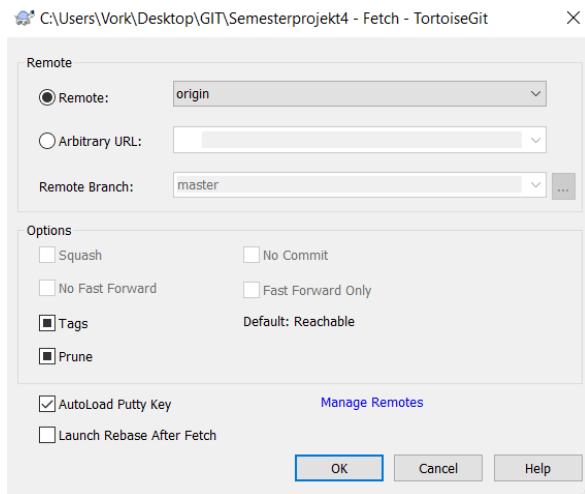 C:\Users\Vork\Desktop\GIT\Semesterprojekt4 - Fetch - TortoiseGit
Remote
Remote: origin
Arbitrary URL:
Remote Branch: master ...
Options
Squash No Commit
No Fast Forward Fast Forward Only
Tags Default: Reachable
Prune
AutoLoad Putty Key Manage Remotes
Launch Rebase After Fetch
OK Cancel Help